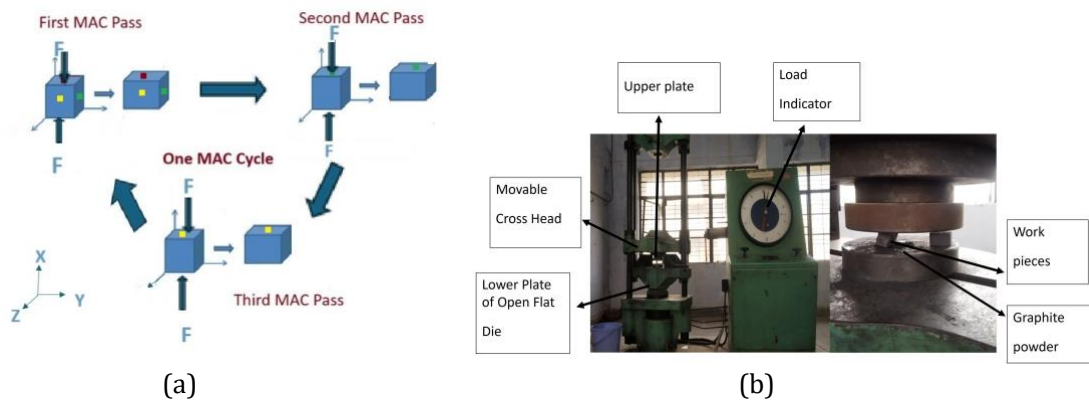 First MAC Pass
F
F
Second MAC Pass
F
F
One MAC Cycle
F
F
Third MAC Pass
X
Y
Z
(a)
Upper plate
Load
Indicator
Movable
Cross Head
Lower Plate
of Open Flat
Die
Work
pieces
Graphite
powder
(b)